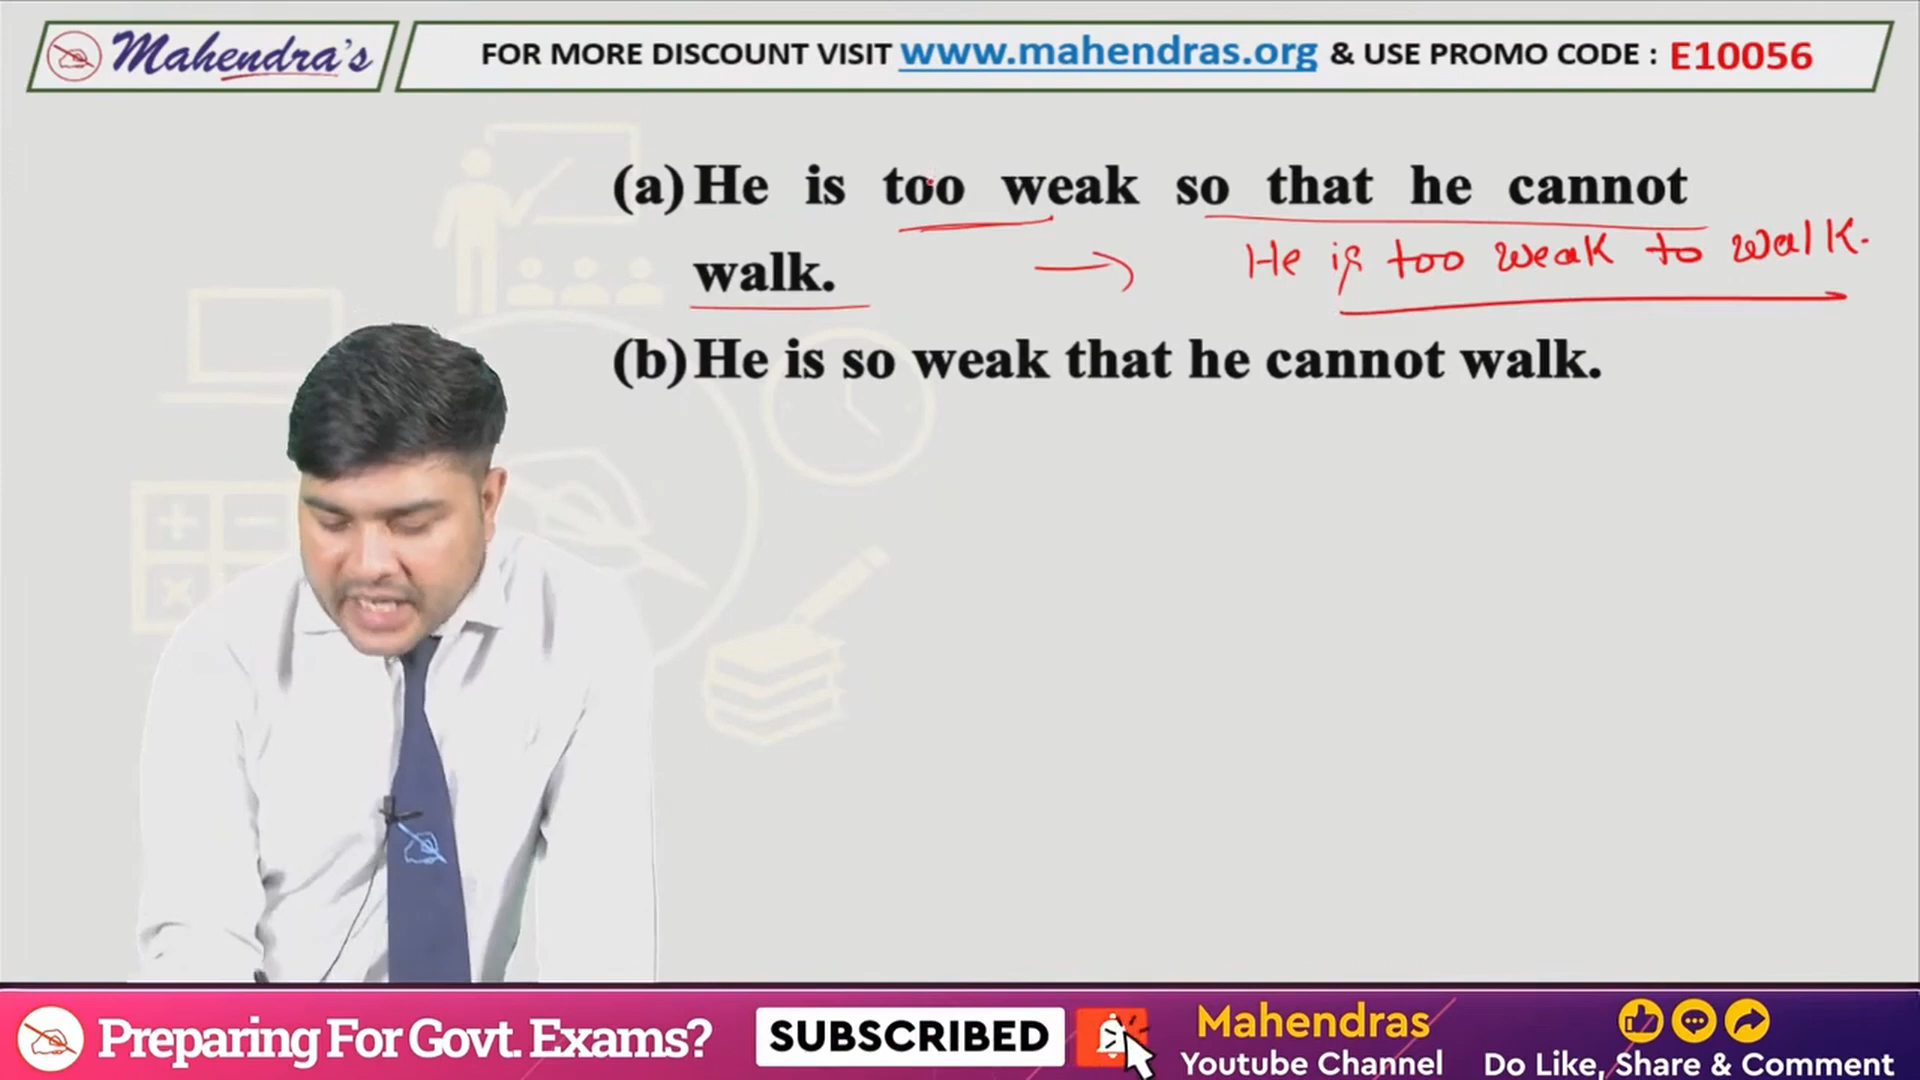 Mahendra's
FOR MORE DISCOUNT VISIT www.mahendras.org & USE PROMO CODE : E10056
(a) He is too weak so that he cannot
walk.
He is too weak to walk.
(b) He is so weak that he cannot walk.
Preparing For Govt. Exams?
SUBSCRIBED
Mahendras
Youtube Channel
Do Like, Share & Comment